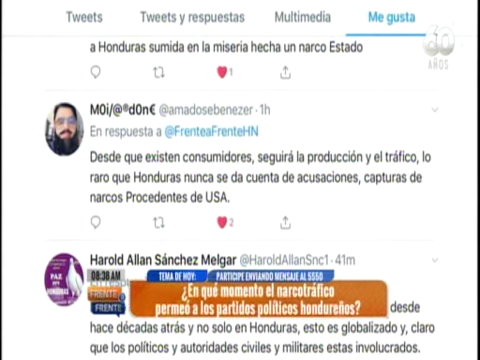 Tweets Tweets y respuestas Multimedia Me gusta
30
AÑOS
a Honduras sumida en la miseria hecha un narco Estado
1
M0i/@®d0n€ @amadosebenezer · 1h
En respuesta a @FrenteaFrenteHN
Desde que existen consumidores, seguirá la producción y el tráfico, lo
raro que Honduras nunca se da cuenta de acusaciones, capturas de
narcos Procedentes de USA.
2
PAZ
Harold Allan Sánchez Melgar @HaroldAllanSnc1 · 41m
08:30 AM
TEMA DE HOY: PARTICIPE ENVIANDO MENSAJE AL 5550
FRENTE
FRENTE
¿En qué momento el narcotráfico
permeó a los partidos políticos hondureños?
desde
hace décadas atrás y no solo en Honduras, esto es globalizado y, claro
que los políticos y autoridades civiles y militares estas involucrados.